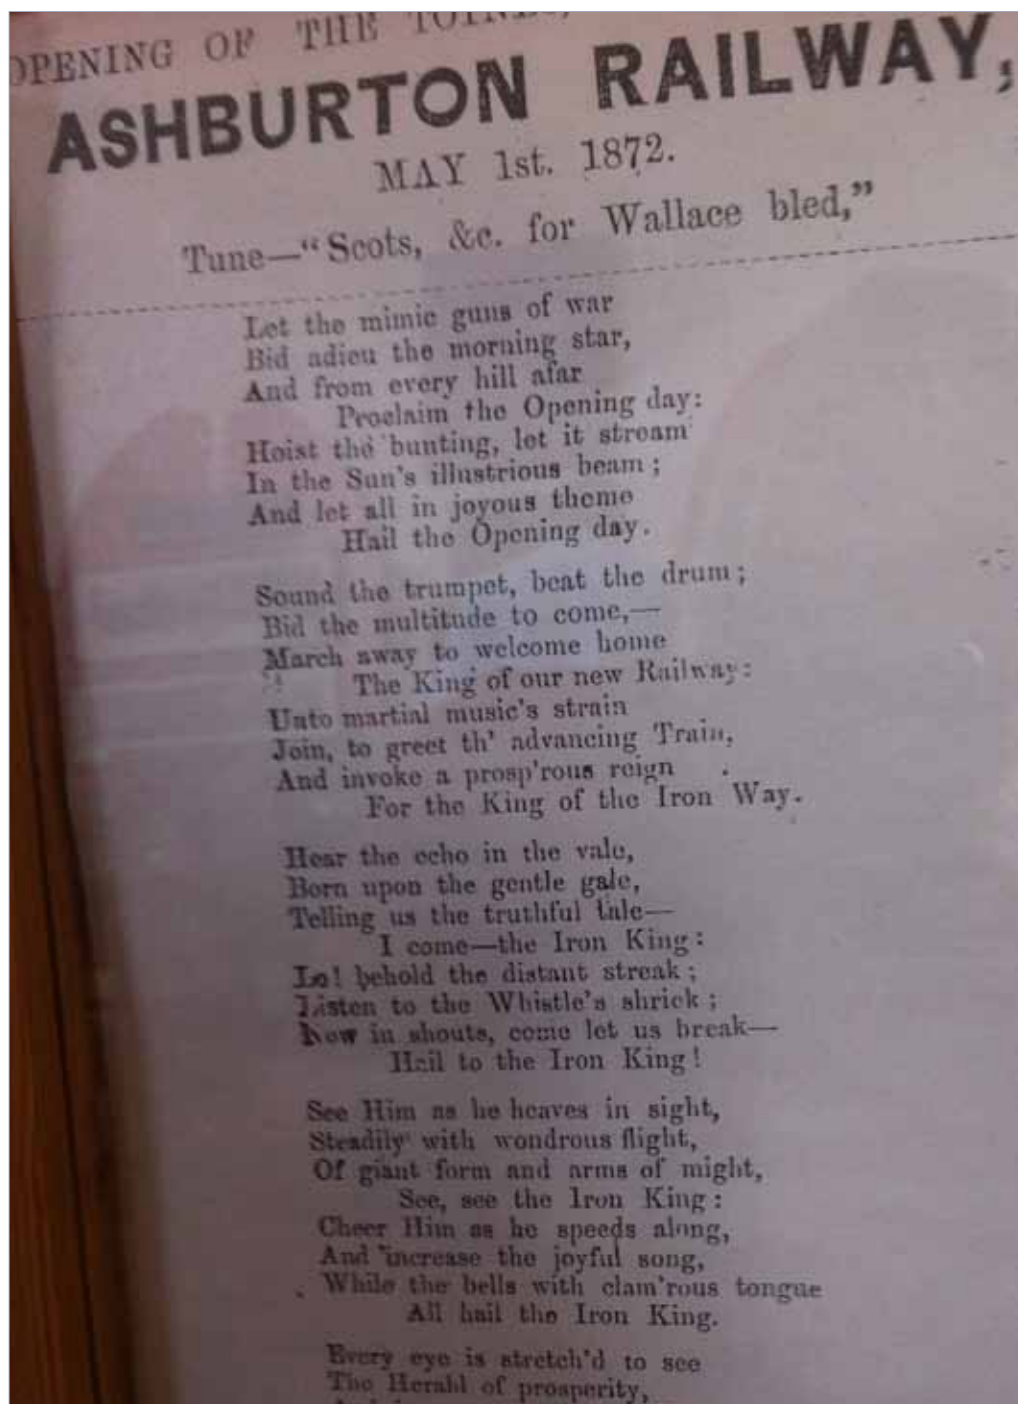 OPENING OF THE TOTNES,
ASHBURTON RAILWAY,
MAY 1st. 1872.
Tune—"Scots, &c. for Wallace bled,"
Let the mimic guns of war
Bid adieu the morning star,
And from every hill afar
Proclaim the Opening day:
Hoist the bunting, let it stream
In the Sun's illustrious beam;
And let all in joyous theme
Hail the Opening day.
Sound the trumpet, beat the drum;
Bid the multitude to come,—
March away to welcome home
The King of our new Railway:
Unto martial music's strain
Join, to greet th' advancing Train,
And invoke a prosp'rous reign
For the King of the Iron Way.
Hear the echo in the vale,
Born upon the gentle gale,
Telling us the truthful tale—
I come—the Iron King:
Lo! behold the distant streak;
Listen to the Whistle's shriek;
Now in shouts, come let us break—
Hail to the Iron King!
See Him as he heaves in sight,
Steadily with wondrous flight,
Of giant form and arms of might,
See, see the Iron King:
Cheer Him as he speeds along,
And increase the joyful song,
While the bells with clam'rous tongue
All hail the Iron King.
Every eye is stretch'd to see
The Herald of prosperity,